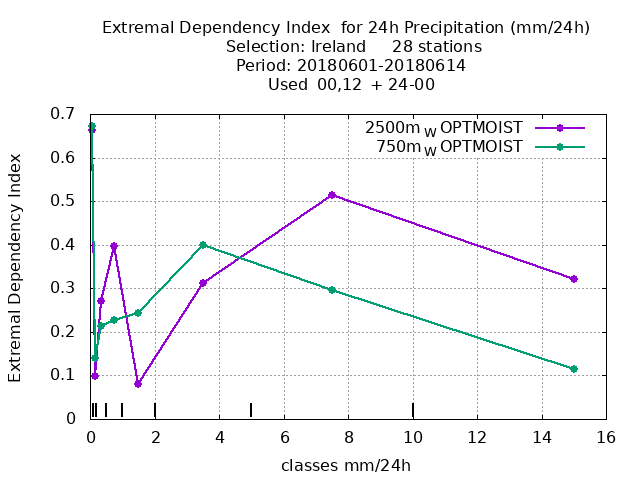 Extremal Dependency Index for 24h Precipitation (mm/24h)
Selection: Ireland 28 stations
Period: 20180601-20180614
Used 00,12 + 24-00
2500m W OPTMOIST
750m W OPTMOIST
Extremal Dependency Index
0.7
0.6
0.5
0.4
0.3
0.2
0.1
0
0 2 4 6 8 10 12 14 16
classes mm/24h